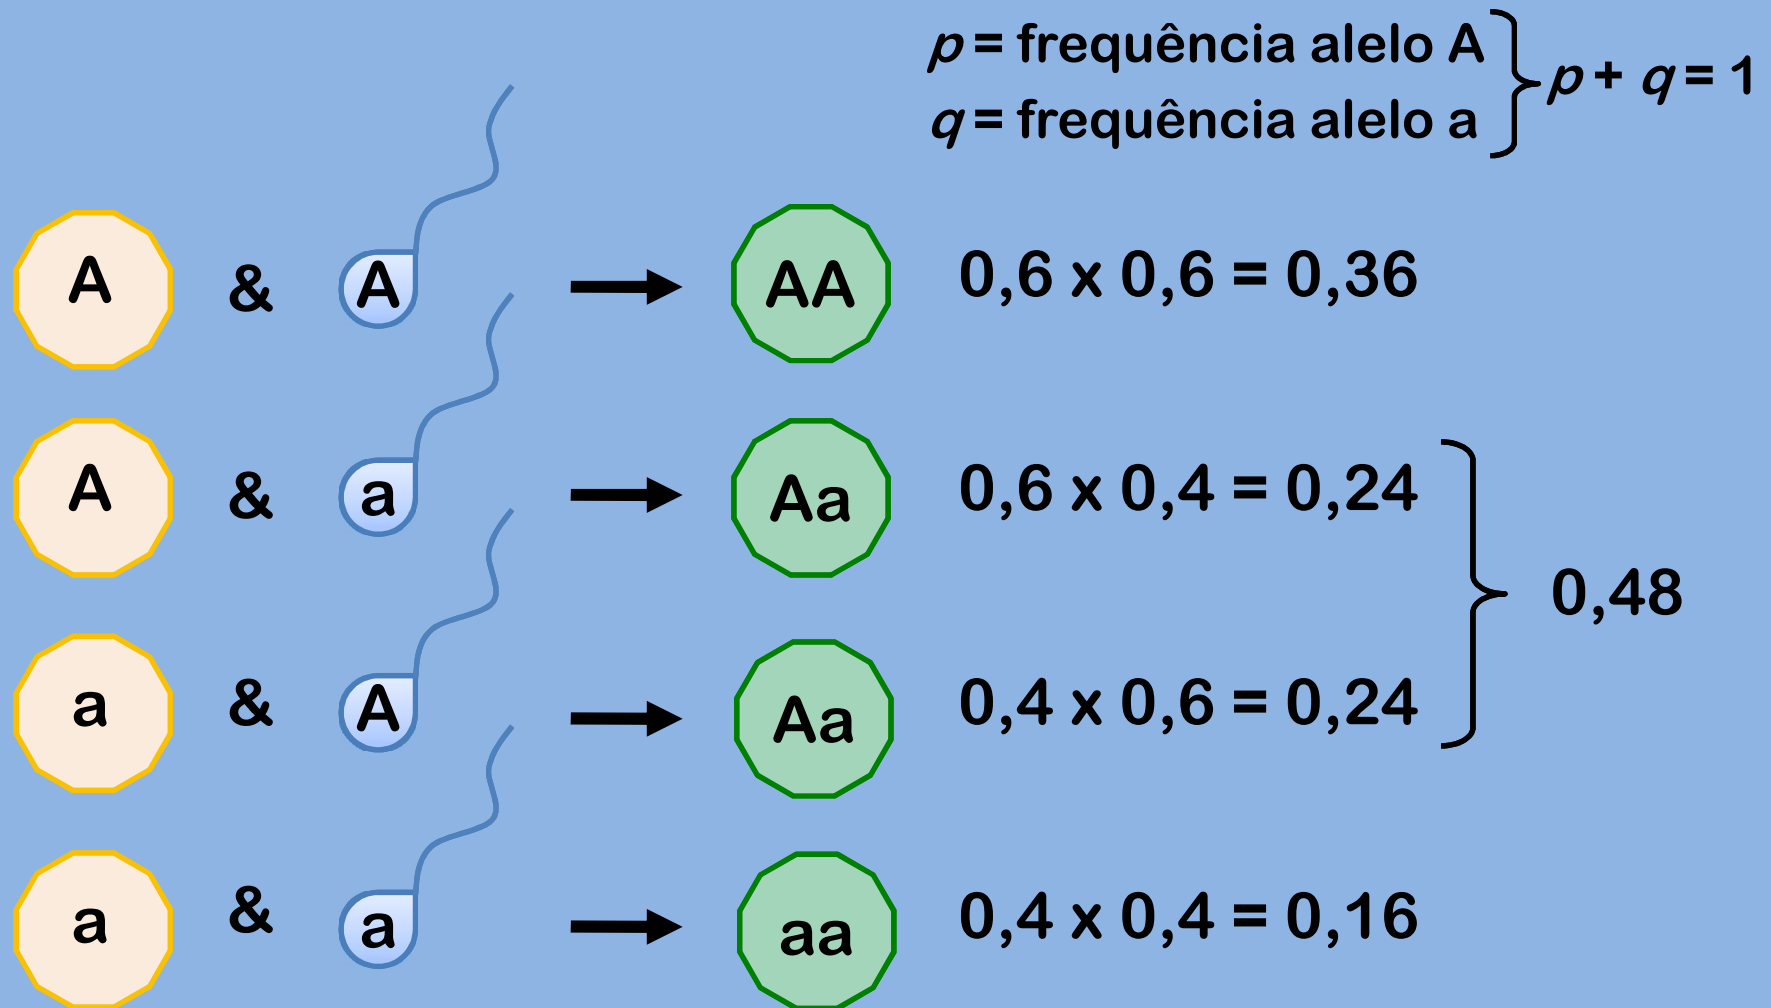 p = frequência alelo A
q = frequência alelo a
p + q = 1
A & A AA 0,6 x 0,6 = 0,36
A & a Aa 0,6 x 0,4 = 0,24
0,48
a & A Aa 0,4 x 0,6 = 0,24
a & a aa 0,4 x 0,4 = 0,16